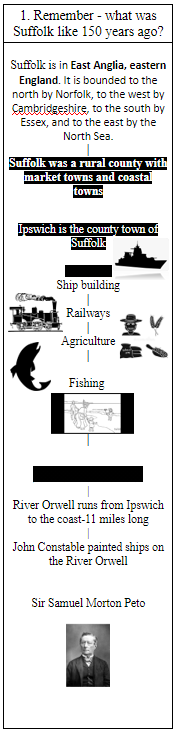 1. Remember - what was
Suffolk like 150 years ago?
Suffolk is in East Anglia, eastern
England. It is bounded to the
north by Norfolk, to the west by
Cambridgeshire, to the south by
Essex, and to the east by the
North Sea.
Suffolk was a rural county with
market towns and coastal
towns
Ipswich is the county town of
Suffolk
Ship building
Railways
Agriculture
Fishing
River Orwell runs from Ipswich
to the coast-11 miles long
John Constable painted ships on
the River Orwell
Sir Samuel Morton Peto